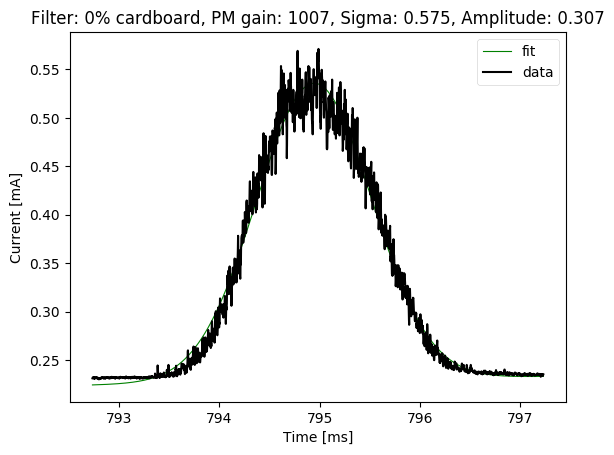 Filter: 0% cardboard, PM gain: 1007, Sigma: 0.575, Amplitude: 0.307
fit
data
0.55
0.50
0.45
0.40
0.35
0.30
0.25
Current [mA]
793 794 795 796 797
Time [ms]